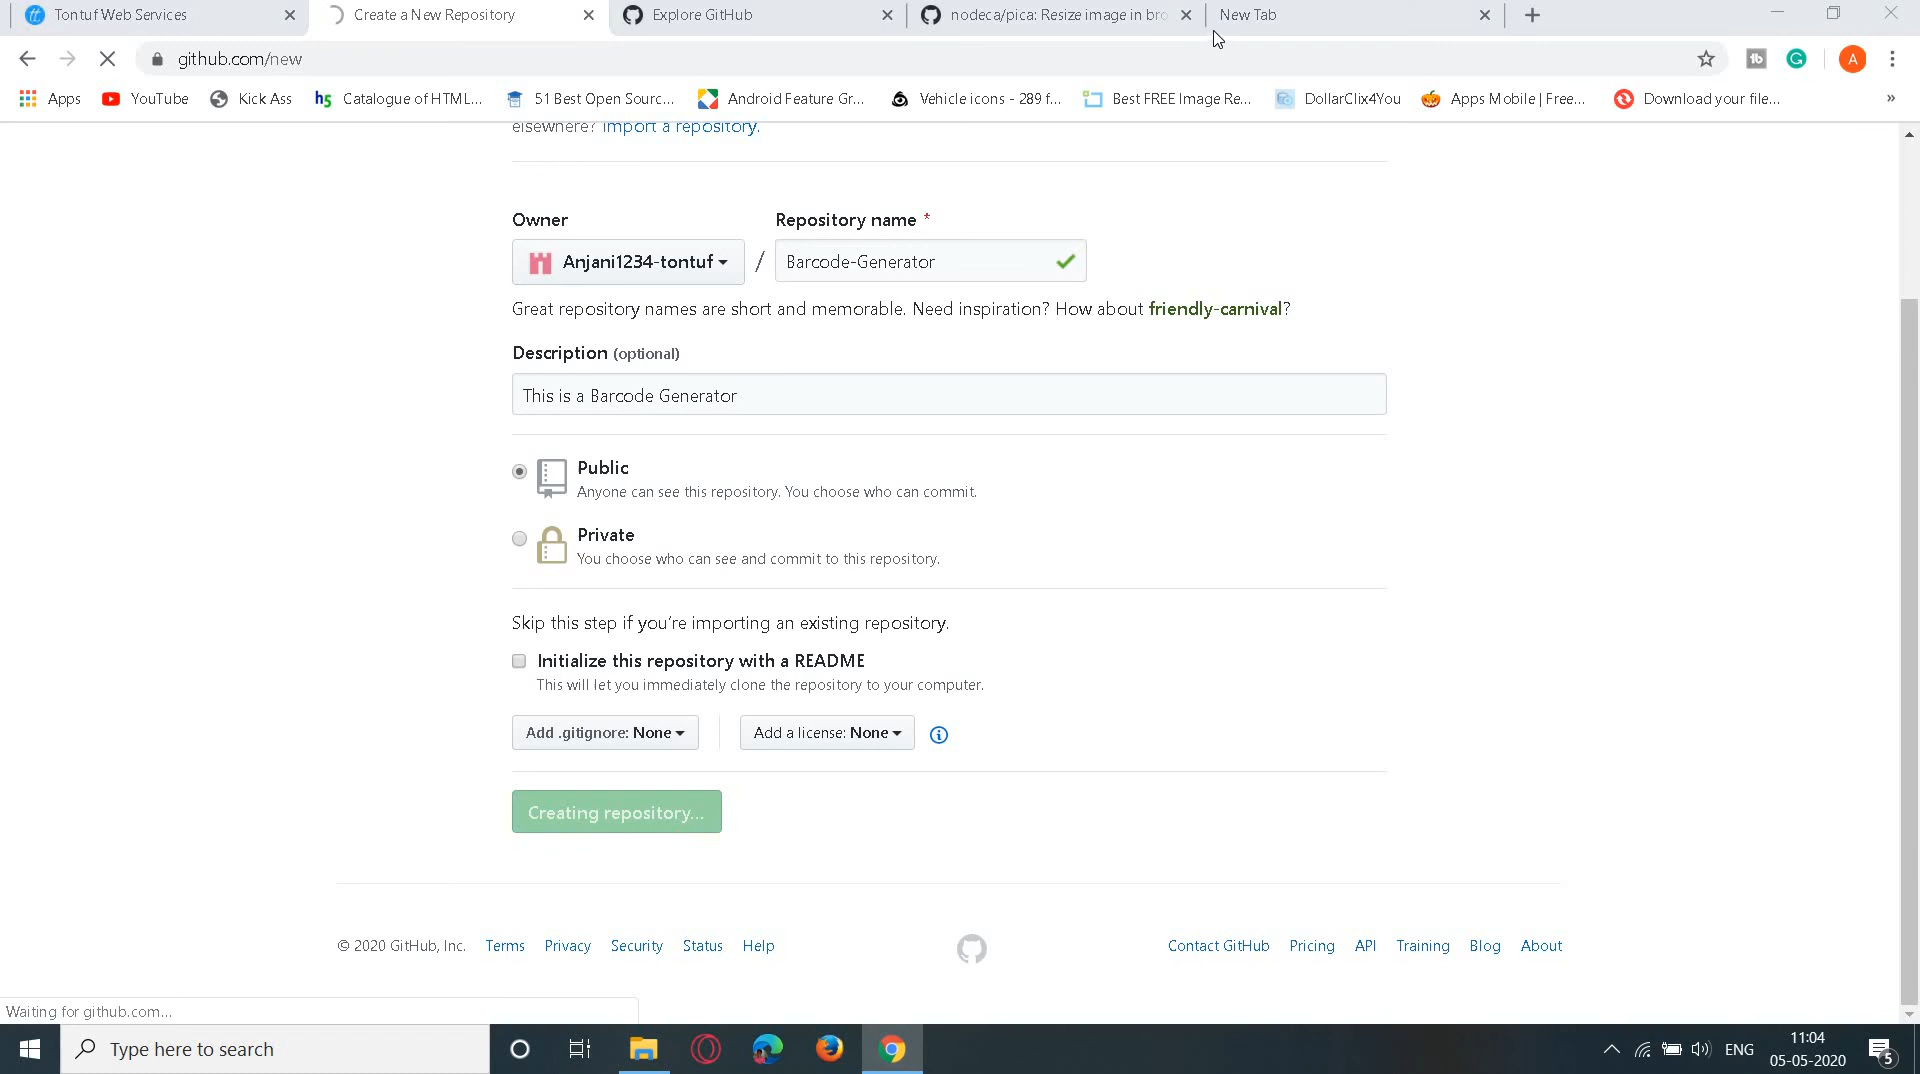 Tontuf Web Services
Create a New Repository
Explore GitHub
nodeca/pica: Resize image in bro
New Tab
github.com/new
Apps
YouTube
Kick Ass
h5 Catalogue of HTML...
51 Best Open Sourc...
Android Feature Gr...
Vehicle icons - 289 f...
Best FREE Image Re...
DollarClix4You
Apps Mobile | Free...
Download your file...
»
elsewhere? Import a repository.
Owner
Repository name *
Anjani1234-tontuf
/
Barcode-Generator
Great repository names are short and memorable. Need inspiration? How about friendly-carnival?
Description (optional)
This is a Barcode Generator
Public
Anyone can see this repository. You choose who can commit.
Private
You choose who can see and commit to this repository.
Skip this step if you're importing an existing repository.
Initialize this repository with a README
This will let you immediately clone the repository to your computer.
Add .gitignore: None
Add a license: None
Creating repository...
© 2020 GitHub, Inc.
Terms
Privacy
Security
Status
Help
Contact GitHub
Pricing
API
Training
Blog
About
Waiting for github.com...
Type here to search
ENG
11:04
05-05-2020
5